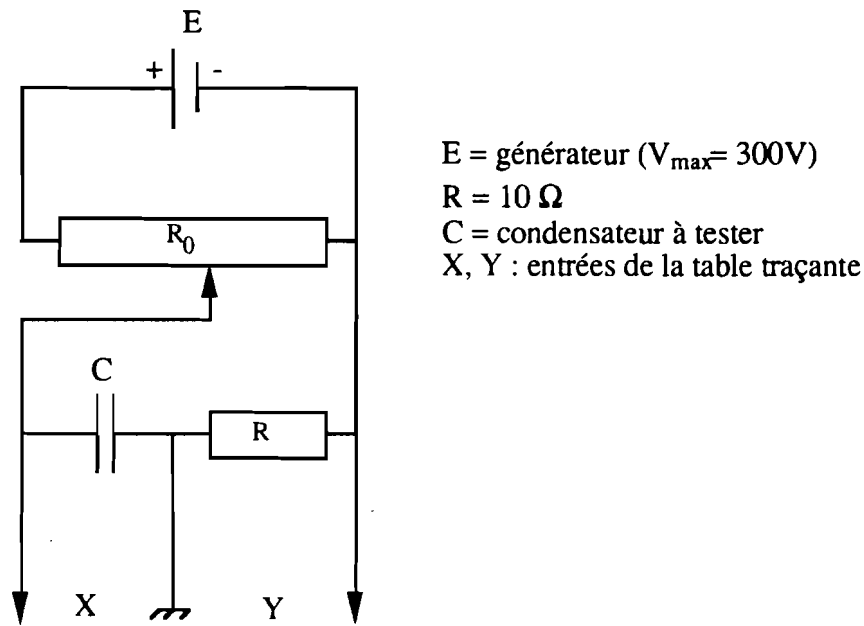 E
+ -
E = générateur (Vmax= 300V)
R = 10 Ω
C = condensateur à tester
X, Y : entrées de la table traçante
R0
C
R
X Y